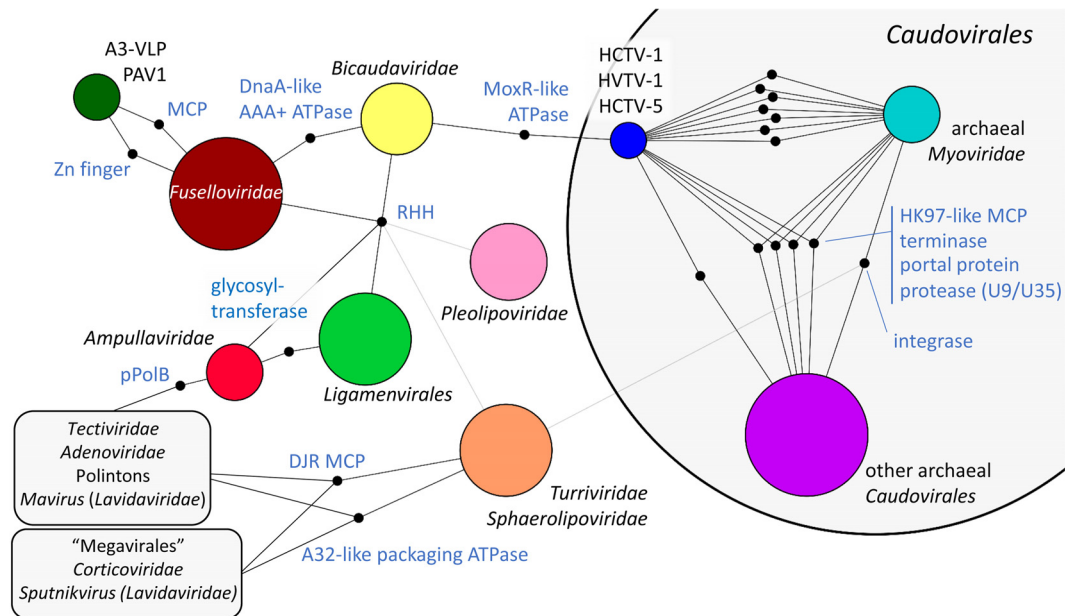 A3-VLP
PAV1
MCP
Zn finger
Fuselloviridae
DnaA-like
AAA+ ATPase
Bicaudaviridae
MoxR-like
ATPase
HCTV-1
HVTV-1
HCTV-5
Caudovirales
archaeal
Myoviridae
RHH
Pleolipoviridae
HK97-like MCP
terminase
portal protein
protease (U9/U35)
integrase
glycosyl-
transferase
Ampullaviridae
pPolB
Ligamenvirales
Tectiviridae
Adenoviridae
Polintons
Mavirus (Lavidaviridae)
DJR MCP
Turriviridae
Sphaerolipoviridae
other archaeal
Caudovirales
"Megavirales"
Corticoviridae
Sputnikvirus (Lavidaviridae)
A32-like packaging ATPase